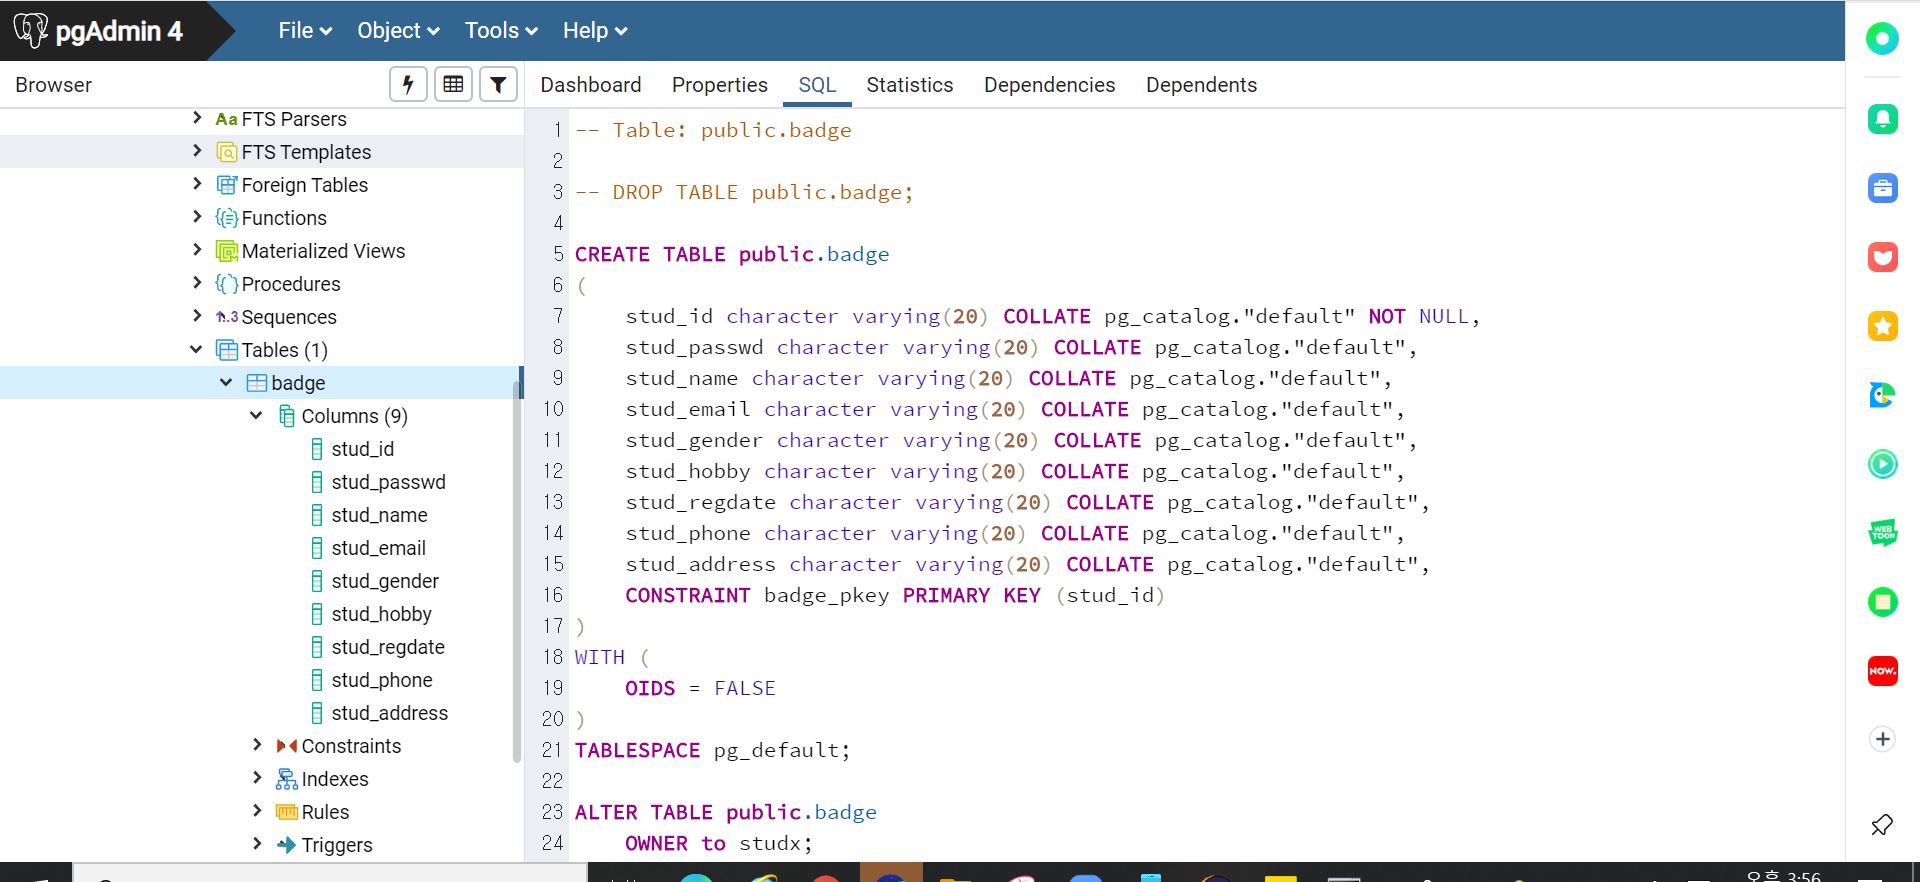 pgAdmin 4
File Object Tools Help
Browser
Dashboard Properties SQL Statistics Dependencies Dependents
Aa FTS Parsers
FTS Templates
Foreign Tables
Functions
Materialized Views
Procedures
1..3 Sequences
Tables (1)
badge
Columns (9)
stud_id
stud_passwd
stud_name
stud_email
stud_gender
stud_hobby
stud_regdate
stud_phone
stud_address
Constraints
Indexes
Rules
Triggers
1 -- Table: public.badge
2
3 -- DROP TABLE public.badge;
4
5 CREATE TABLE public.badge
6 (
7     stud_id character varying(20) COLLATE pg_catalog."default" NOT NULL,
8     stud_passwd character varying(20) COLLATE pg_catalog."default",
9     stud_name character varying(20) COLLATE pg_catalog."default",
10     stud_email character varying(20) COLLATE pg_catalog."default",
11     stud_gender character varying(20) COLLATE pg_catalog."default",
12     stud_hobby character varying(20) COLLATE pg_catalog."default",
13     stud_regdate character varying(20) COLLATE pg_catalog."default",
14     stud_phone character varying(20) COLLATE pg_catalog."default",
15     stud_address character varying(20) COLLATE pg_catalog."default",
16     CONSTRAINT badge_pkey PRIMARY KEY (stud_id)
17 )
18 WITH (
19     OIDS = FALSE
20 )
21 TABLESPACE pg_default;
22
23 ALTER TABLE public.badge
24     OWNER to studx;
WEB
TOON
NOW.
오후 3:56